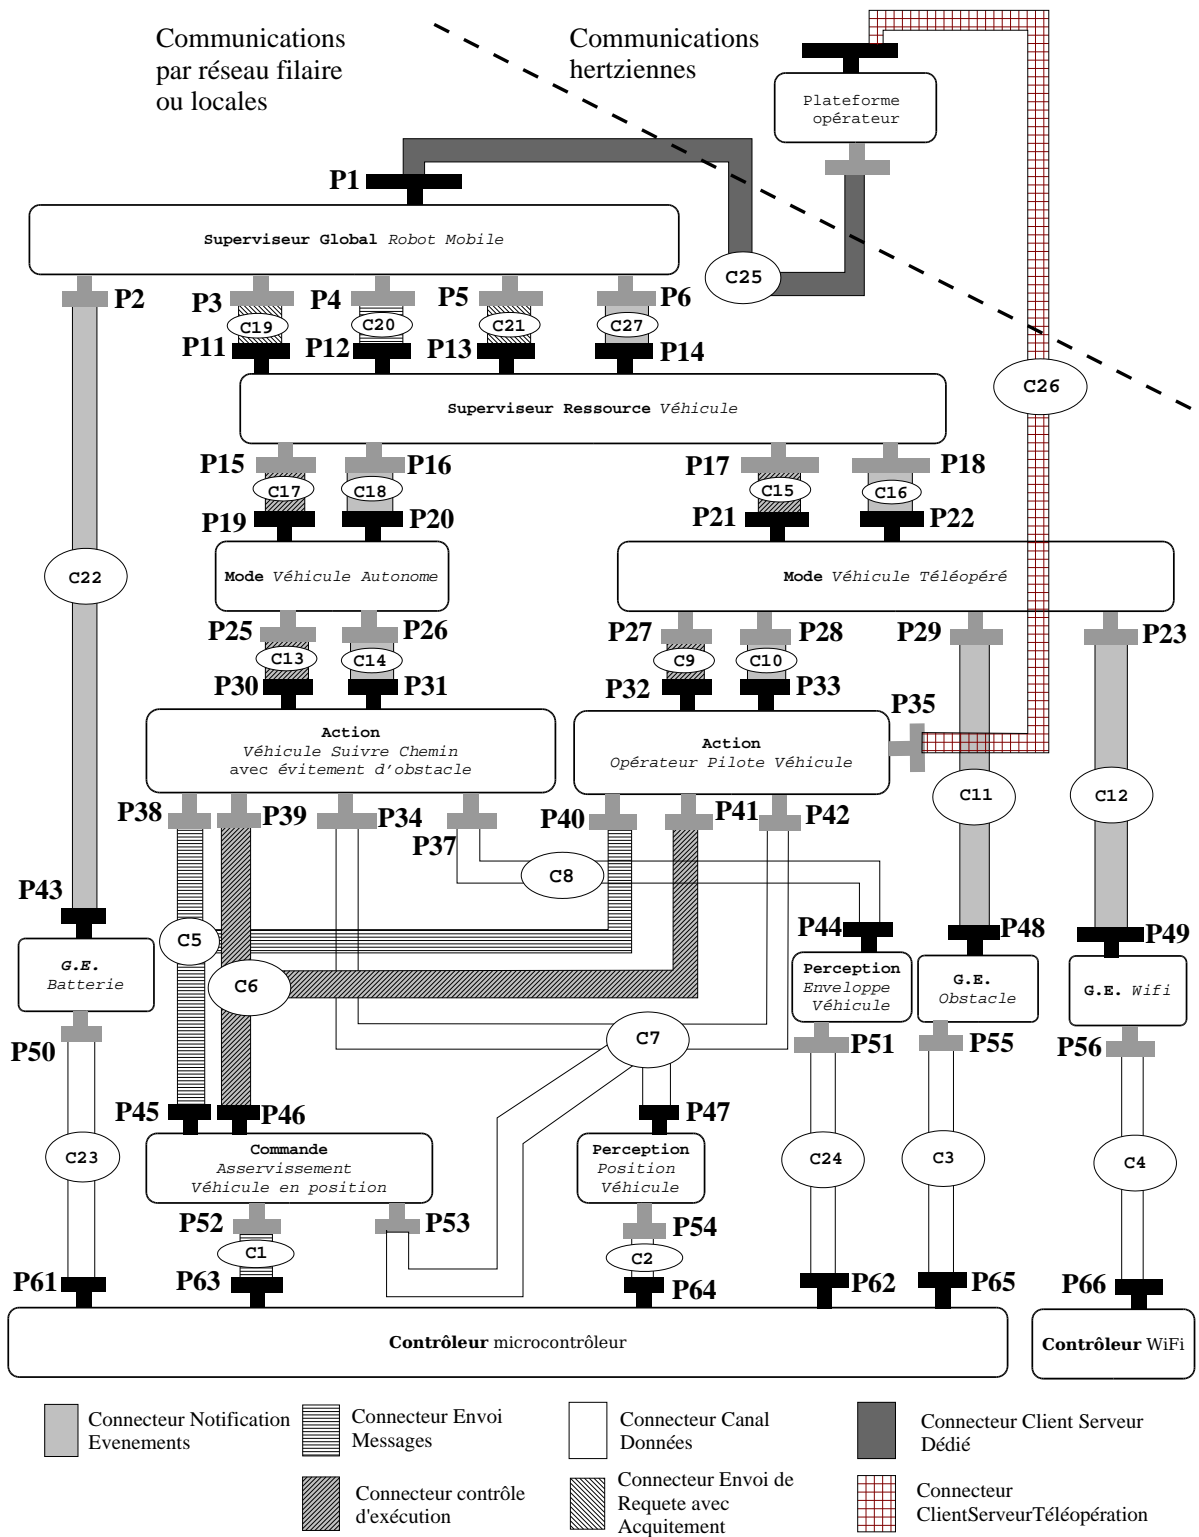 Communications
par réseau filaire
ou locales
Communications
hertziennes
Plateforme
opérateur
P1
Superviseur Global Robot Mobile
C25
P2
P3
P4
P5
P6
C19
C20
C21
C27
P11
P12
P13
P14
C26
Superviseur Ressource Véhicule
P15
P16
P17
P18
C17
C18
C15
C16
P19
P20
P21
P22
C22
Mode Véhicule Autonome
Mode Véhicule Téléopéré
P25
P26
P27
P28
P29
P23
C13
C14
C9
C10
P30
P31
P32
P33
P35
Action
Véhicule Suivre Chemin
avec évitement d'obstacle
Action
Opérateur Pilote Véhicule
C11
C12
P38
P39
P34
P37
P40
P41
P42
C8
P43
P44
P48
P49
C5
G.E.
Batterie
C6
Perception
Enveloppe
Véhicule
G.E.
Obstacle
G.E. Wifi
P50
C7
P51
P55
P56
P45
P46
P47
C23
Commande
Asservissement
Véhicule en position
Perception
Position
Véhicule
C24
C3
C4
P52
P53
P54
C1
C2
P61
P63
P64
P62
P65
P66
Contrôleur microcontrôleur
Contrôleur WiFi
Connecteur Notification
Evenements
Connecteur Envoi
Messages
Connecteur Canal
Données
Connecteur Client Serveur
Dédié
Connecteur contrôle
d'exécution
Connecteur Envoi de
Requete avec
Acquitement
Connecteur
ClientServeurTéléopération